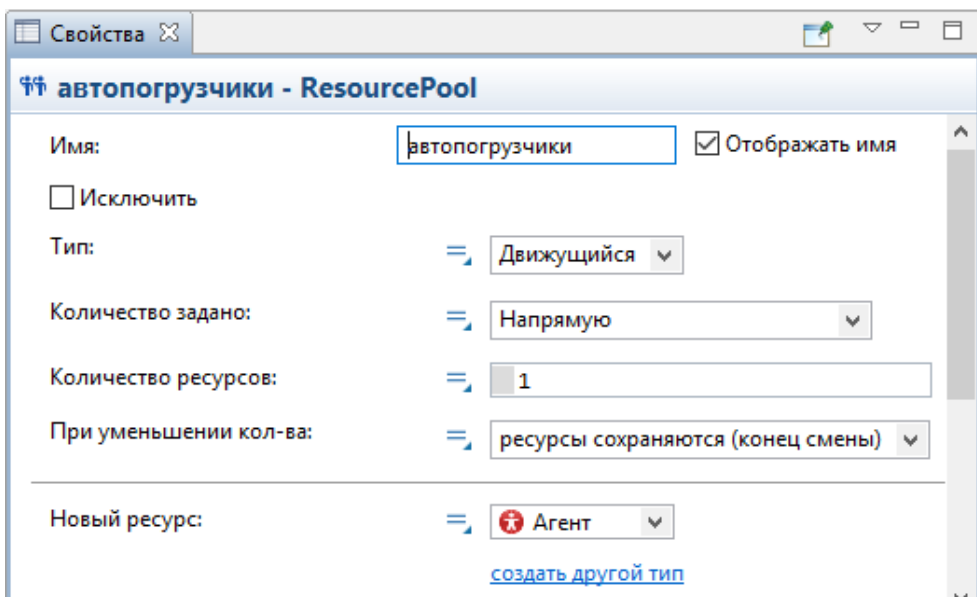 Свойства
автопогрузчики - ResourcePool
Имя: автопогрузчики Отображать имя
Исключить
Тип: Движущийся
Количество задано: Напрямую
Количество ресурсов: 1
При уменьшении кол-ва: ресурсы сохраняются (конец смены)
Новый ресурс: Агент
создать другой тип